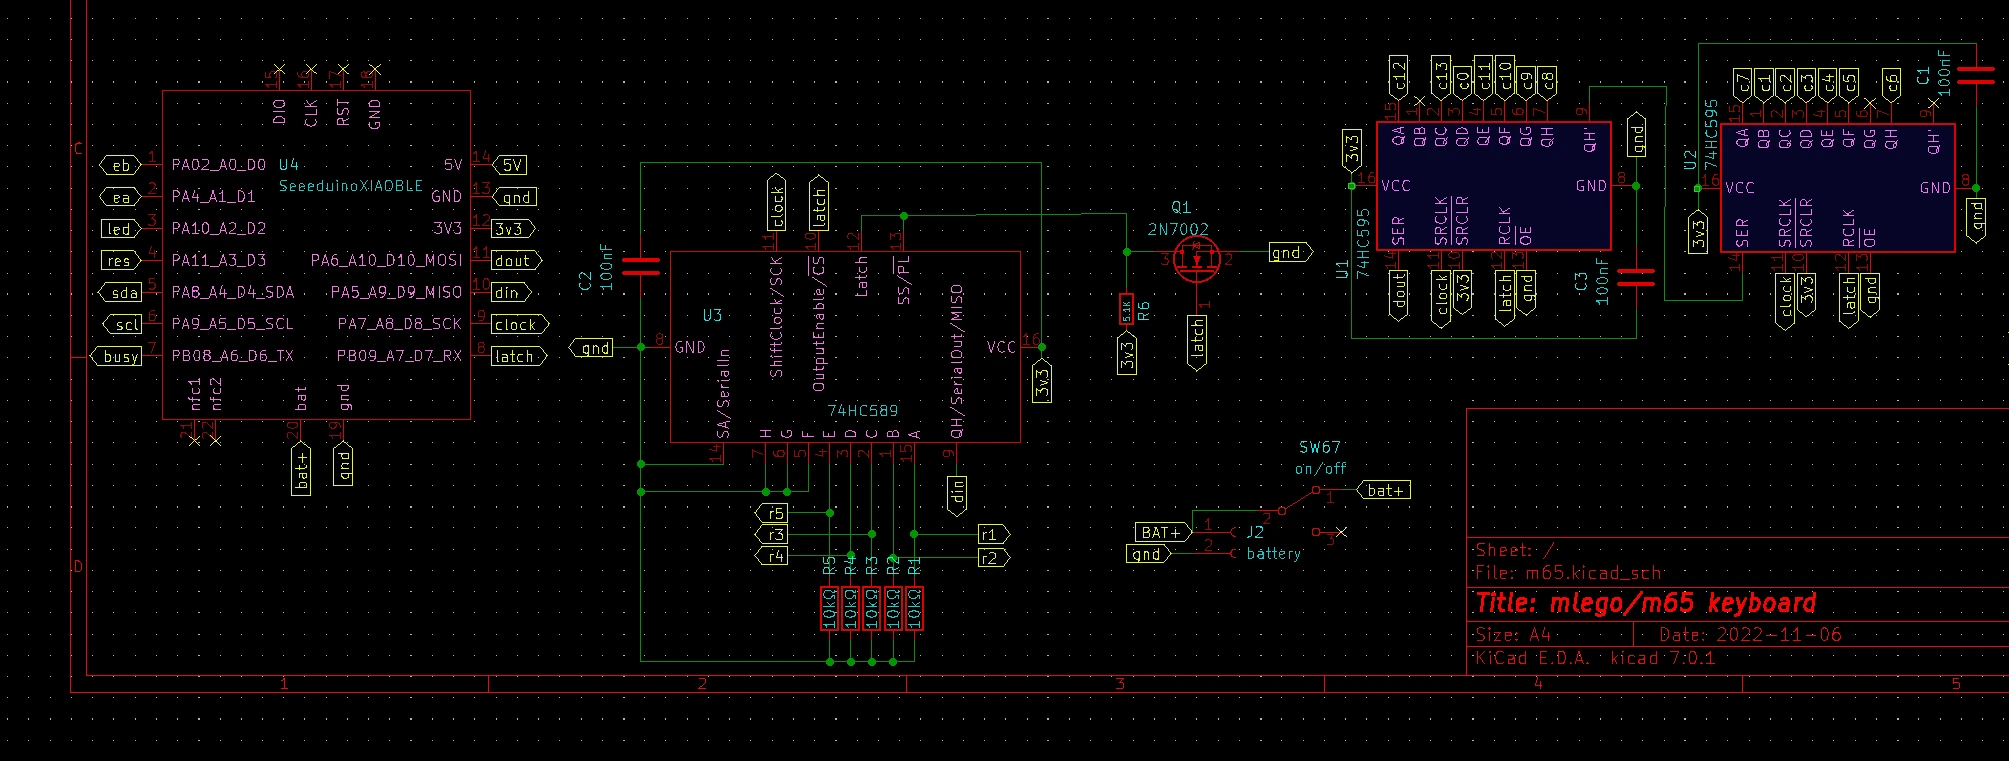 15 16 17 18
DIO CLK RST GND
U4
SeeeduinoXIAOBLE
eb 1 PA02_A0_D0
ea 2 PA4_A1_D1
led 3 PA10_A2_D2
res 4 PA11_A3_D3
sda 5 PA8_A4_D4_SDA
scl 6 PA9_A5_D5_SCL
busy 7 PB08_A6_D6_TX
5V 14 5V
GND 13 gnd
3V3 12 3v3
PA6_A10_D10_MOSI 11 dout
PA5_A9_D9_MISO 10 din
PA7_A8_D8_SCK 9 clock
PB09_A7_D7_RX 8 latch
nfc1 nfc2 bat gnd
21 22 20 19
bat+ gnd
C2
100nF
clock latch
11 10 12 13
ShiftClock/SCK OutputEnable/CS Latch SS/PL
U3
gnd 8 GND
VCC 16
3v3
74HC589
SA/SerialIn H G F E D C B A QH/SerialOut/MISO
14 7 6 5 4 3 2 1 15 9
din
r5
r3
r4
r1
r2
R5 R4 R3 R2 R1
10kΩ 10kΩ 10kΩ 10kΩ 10kΩ
Q1
2N7002
3 2 gnd
1
latch
5.1K R6
3v3
SW67
on/off
1 bat+
2
3
BAT+ 1 J2
gnd 2 battery
c12 c13 c0 c11 c10 c9 c8
15 1 2 3 4 5 6 7 9
QA QB QC QD QE QF QG QH QH'
3v3
16 VCC
GND 8
gnd
SER SRCLK SRCLR RCLK OE
14 11 10 12 13
dout clock 3v3 latch gnd
U1
74HC595
C3
100nF
c7 c1 c2 c3 c4 c5 c6
15 1 2 3 4 5 6 7 9
QA QB QC QD QE QF QG QH QH'
U2
74HC595
C1
100nF
16 VCC
GND 8
3v3
gnd
SER SRCLK SRCLR RCLK OE
14 11 10 12 13
clock 3v3 latch gnd
Sheet: /
File: m65.kicad_sch
Title: mlego/m65 keyboard
Size: A4 Date: 2022-11-06
KiCad E.D.A. kicad 7.0.1
C
D
1 2 3 4 5